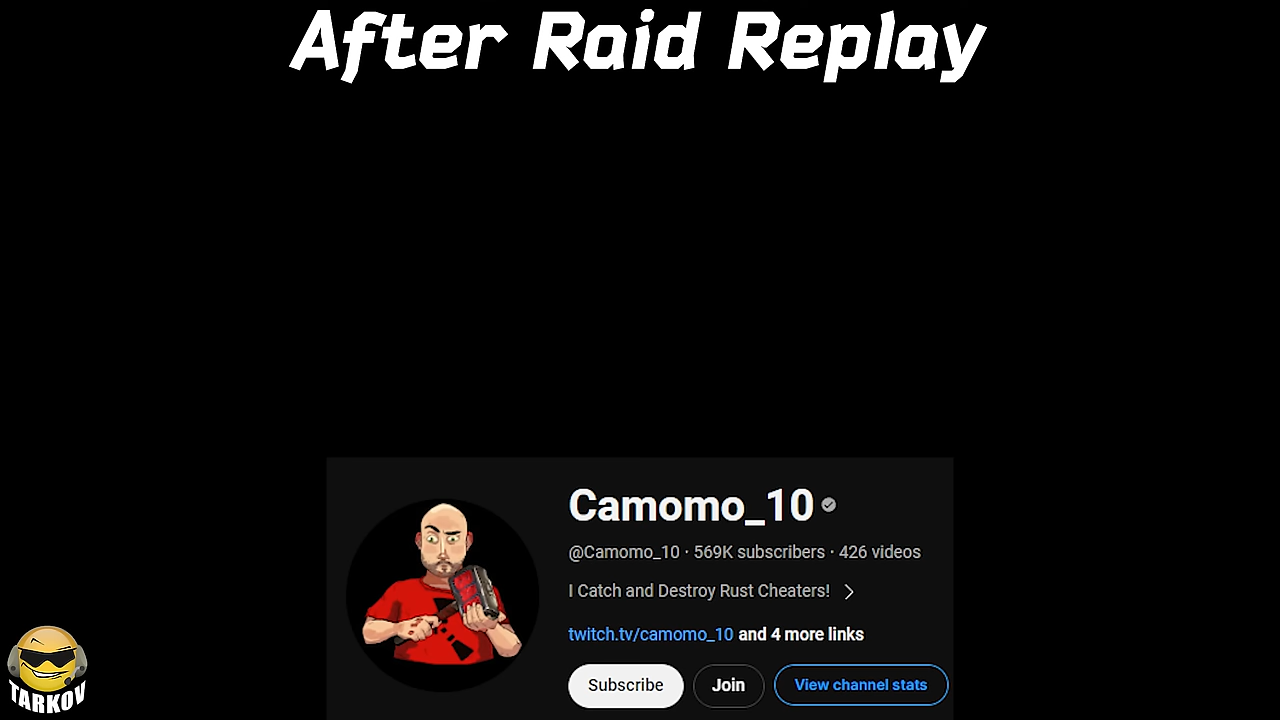 After Raid Replay
Camomo_10
@Camomo_10 · 569K subscribers · 426 videos
I Catch and Destroy Rust Cheaters!
twitch.tv/camomo_10 and 4 more links
Subscribe Join View channel stats
TARKOV